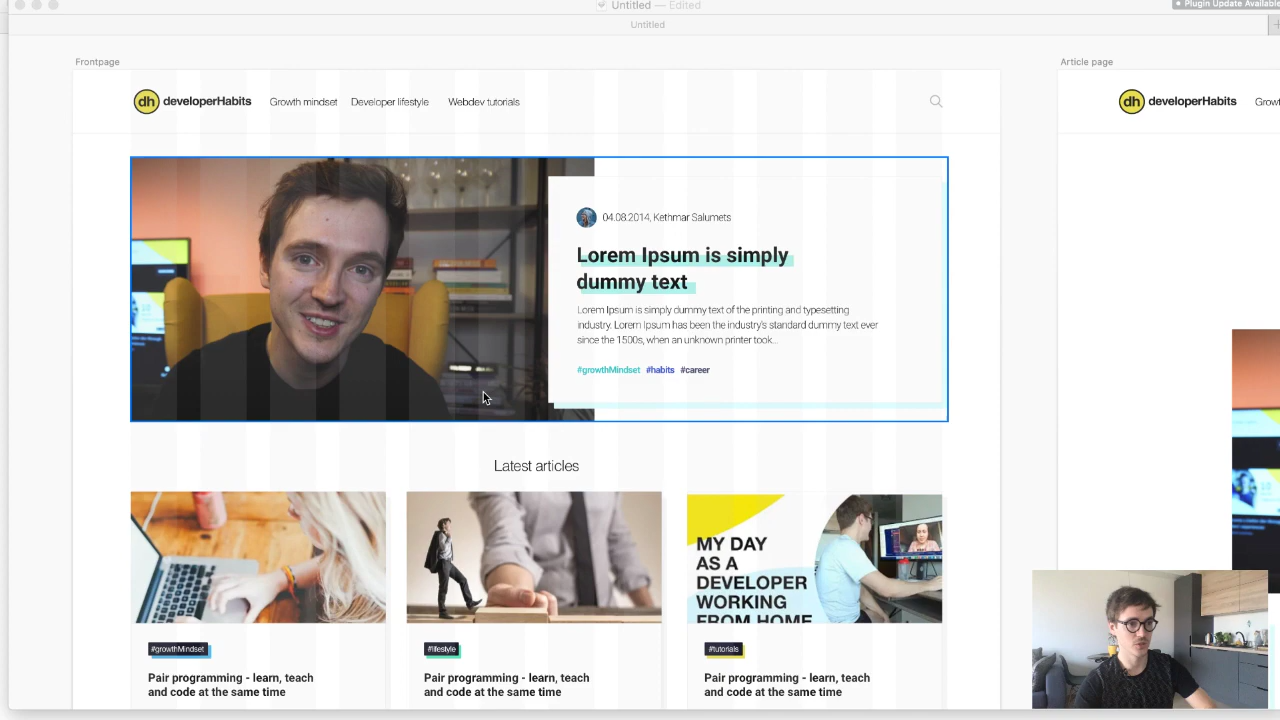 Untitled — Edited
Plugin Update Available
Untitled
Frontpage
Article page
dh developerHabits
Growth mindset
Developer lifestyle
Webdev tutorials
dh developerHabits
04.08.2014, Kethmar Salumets
Lorem Ipsum is simply
dummy text
Lorem Ipsum is simply dummy text of the printing and typesetting
industry. Lorem Ipsum has been the industry's standard dummy text ever
since the 1500s, when an unknown printer took...
#growthMindset #habits #career
Latest articles
MY DAY
AS A
DEVELOPER
WORKING
FROM HOME
#growthMindset
#lifestyle
#tutorials
Pair programming - learn, teach
and code at the same time
Pair programming - learn, teach
and code at the same time
Pair programming - learn, teach
and code at the same time